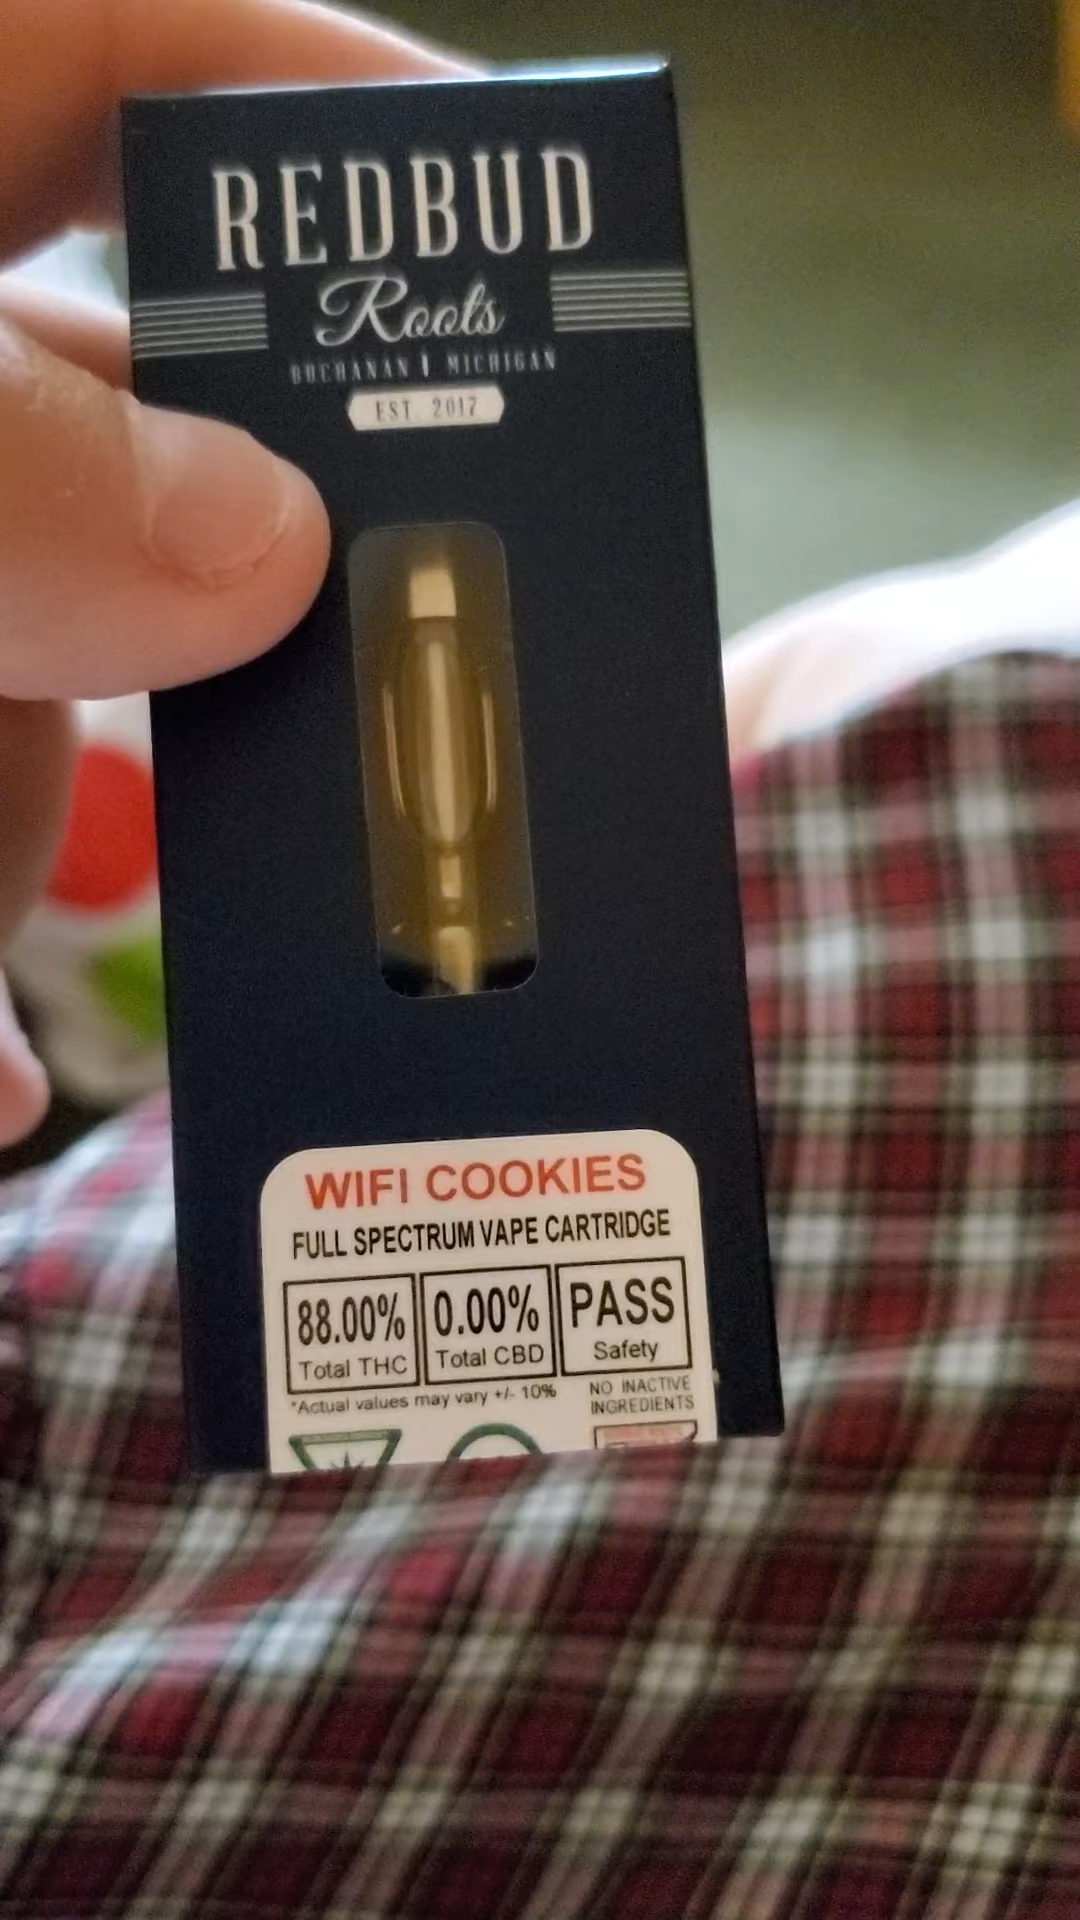 REDBUD
Roots
BUCHANAN | MICHIGAN
EST. 2017
WIFI COOKIES
FULL SPECTRUM VAPE CARTRIDGE
88.00% 0.00% PASS
Total THC Total CBD Safety
*Actual values may vary +/- 10% NO INACTIVE
INGREDIENTS